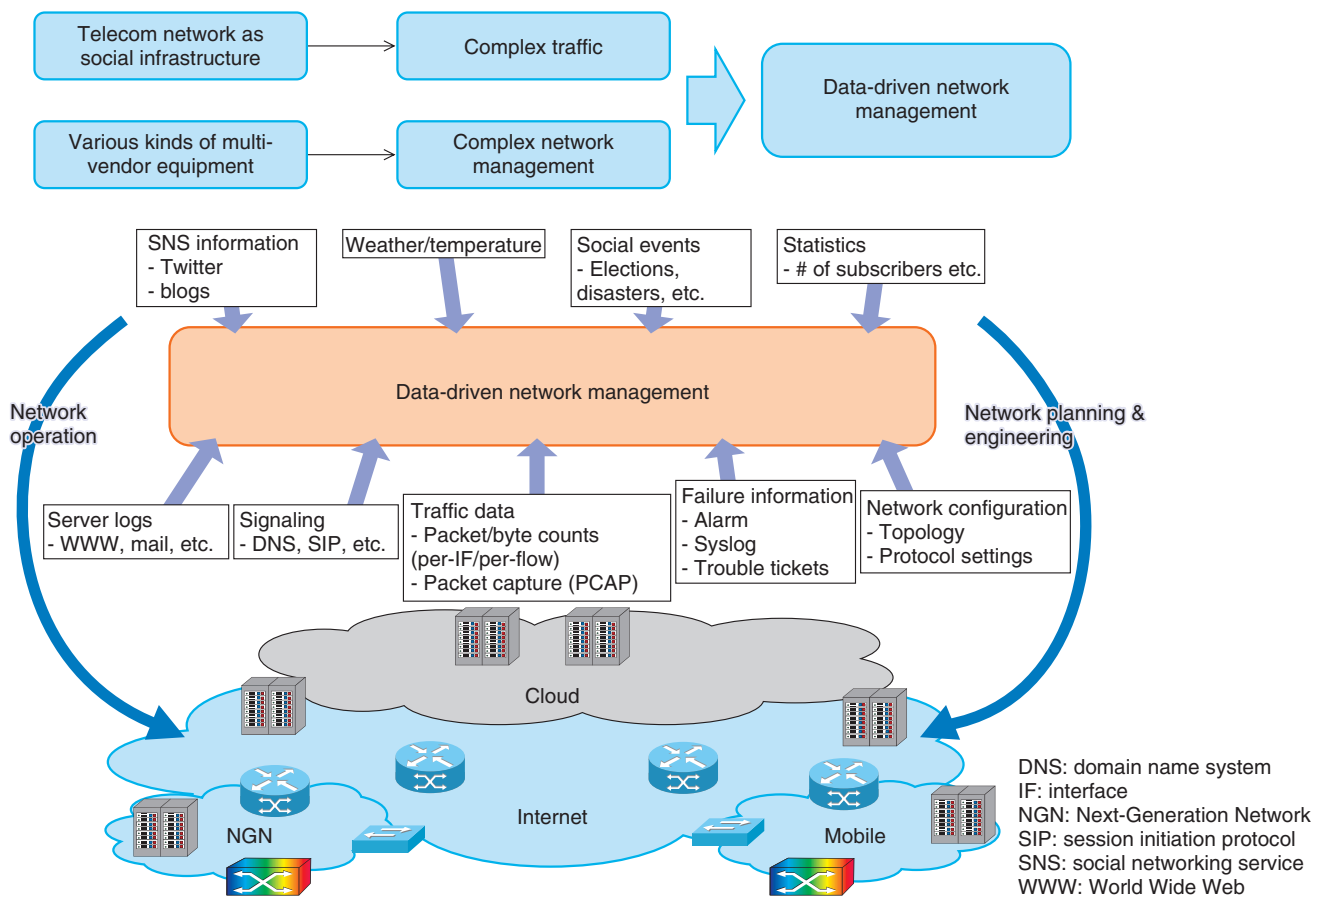 Telecom network as
social infrastructure
Complex traffic
Data-driven network
management
Various kinds of multi-
vendor equipment
Complex network
management
SNS information
- Twitter
- blogs
Weather/temperature
Social events
- Elections,
disasters, etc.
Statistics
- # of subscribers etc.
Data-driven network management
Network
operation
Network planning &
engineering
Server logs
- WWW, mail, etc.
Signaling
- DNS, SIP, etc.
Traffic data
- Packet/byte counts
(per-IF/per-flow)
- Packet capture (PCAP)
Failure information
- Alarm
- Syslog
- Trouble tickets
Network configuration
- Topology
- Protocol settings
Cloud
Internet
NGN
Mobile
DNS: domain name system
IF: interface
NGN: Next-Generation Network
SIP: session initiation protocol
SNS: social networking service
WWW: World Wide Web